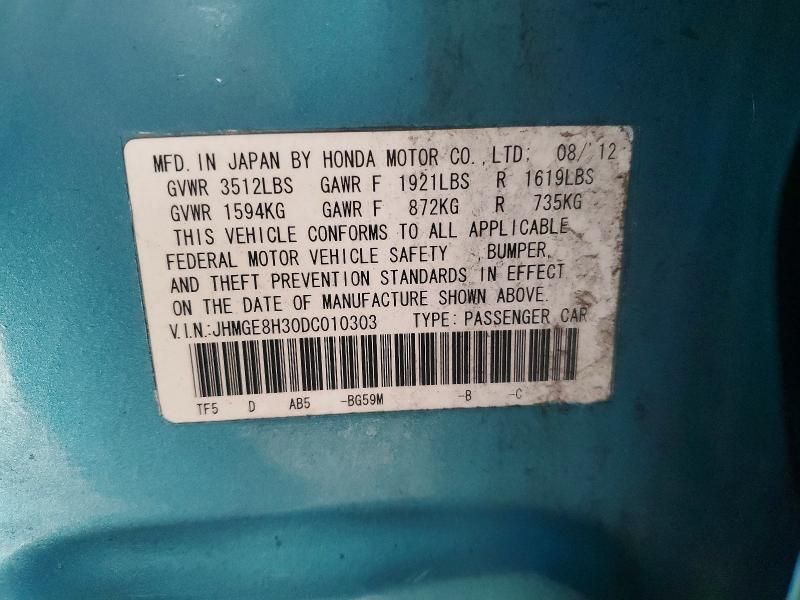 MFD. IN JAPAN BY HONDA MOTOR CO., LTD; 08/'12
GVWR 3512LBS GAWR F 1921LBS R 1619LBS
GVWR 1594KG GAWR F 872KG R 735KG
THIS VEHICLE CONFORMS TO ALL APPLICABLE
FEDERAL MOTOR VEHICLE SAFETY ,BUMPER,
AND THEFT PREVENTION STANDARDS IN EFFECT
ON THE DATE OF MANUFACTURE SHOWN ABOVE.
V.I.N.:JHMGE8H30DC010303 TYPE: PASSENGER CAR
TF5 D AB5 -BG59M -B -C